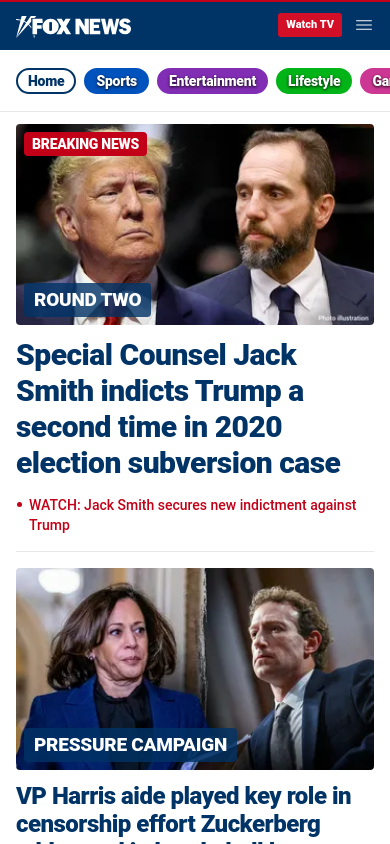 FOX NEWS
Watch TV
Home
Sports
Entertainment
Lifestyle
BREAKING NEWS
ROUND TWO
Photo illustration
Special Counsel Jack
Smith indicts Trump a
second time in 2020
election subversion case
• WATCH: Jack Smith secures new indictment against
Trump
PRESSURE CAMPAIGN
VP Harris aide played key role in
censorship effort Zuckerberg